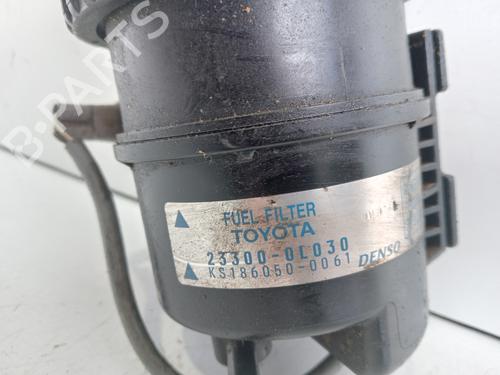 B-PARTS
FUEL FILTER
TOYOTA
23300-0L030
KS186050-0061
DENSO